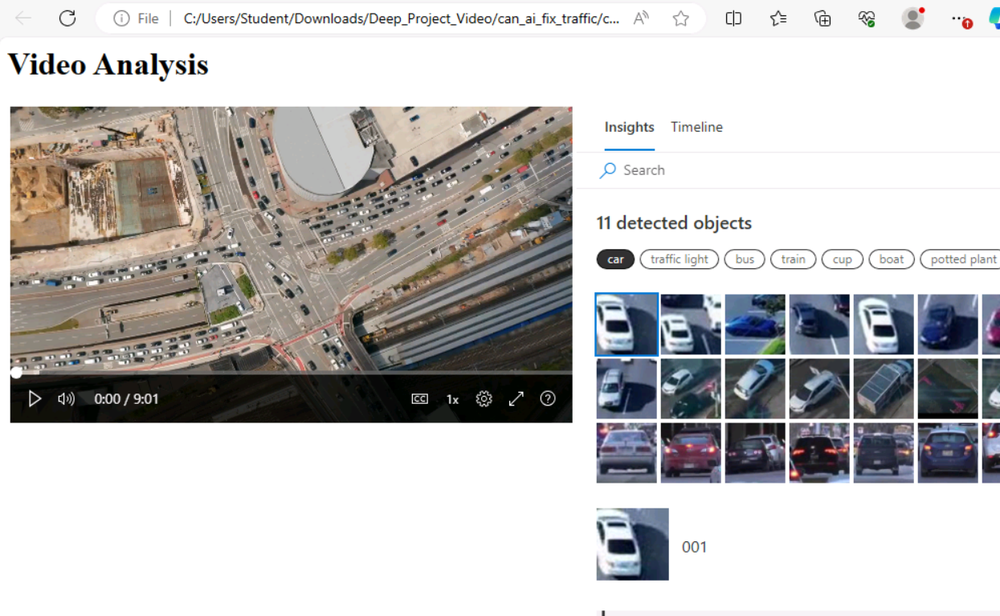 File C:/Users/Student/Downloads/Deep_Project_Video/can_ai_fix_traffic/c...
Video Analysis
Insights Timeline
Search
11 detected objects
car traffic light bus train cup boat potted plant
0:00 / 9:01 CC 1x
001